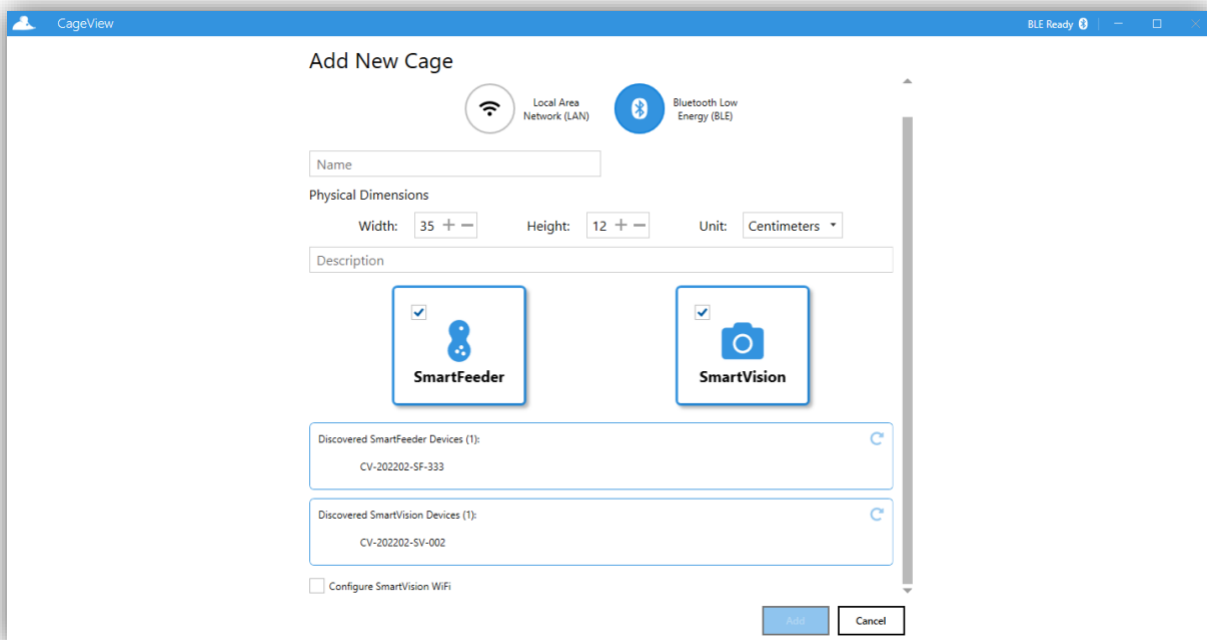 CageView
BLE Ready
Add New Cage
Local Area
Network (LAN)
Bluetooth Low
Energy (BLE)
Name
Physical Dimensions
Width: 35 + − Height: 12 + − Unit: Centimeters
Description
SmartFeeder
SmartVision
Discovered SmartFeeder Devices (1):
CV-202202-SF-333
Discovered SmartVision Devices (1):
CV-202202-SV-002
Configure SmartVision WiFi
Add
Cancel